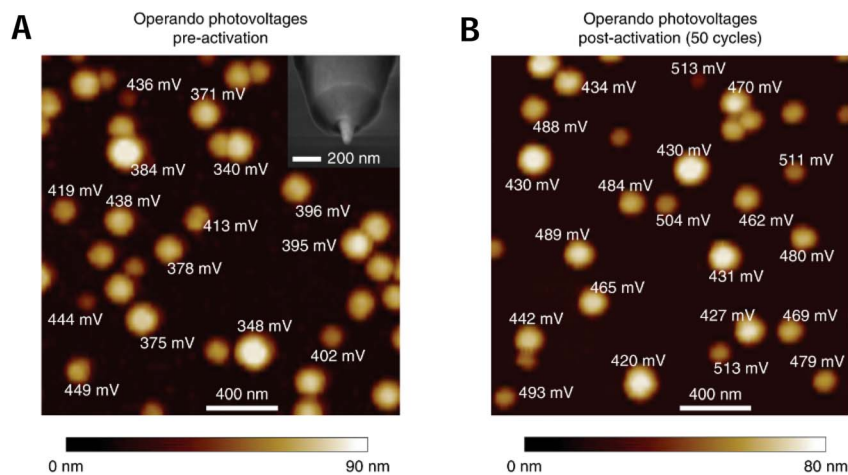 A
Operando photovoltages
pre-activation
436 mV
371 mV
200 nm
384 mV
340 mV
419 mV
438 mV
413 mV
396 mV
395 mV
378 mV
444 mV
375 mV
348 mV
402 mV
449 mV
400 nm
0 nm
90 nm
B
Operando photovoltages
post-activation (50 cycles)
513 mV
434 mV
470 mV
488 mV
430 mV
430 mV
511 mV
484 mV
504 mV
462 mV
489 mV
480 mV
431 mV
465 mV
442 mV
427 mV
469 mV
420 mV
513 mV
479 mV
493 mV
400 nm
0 nm
80 nm